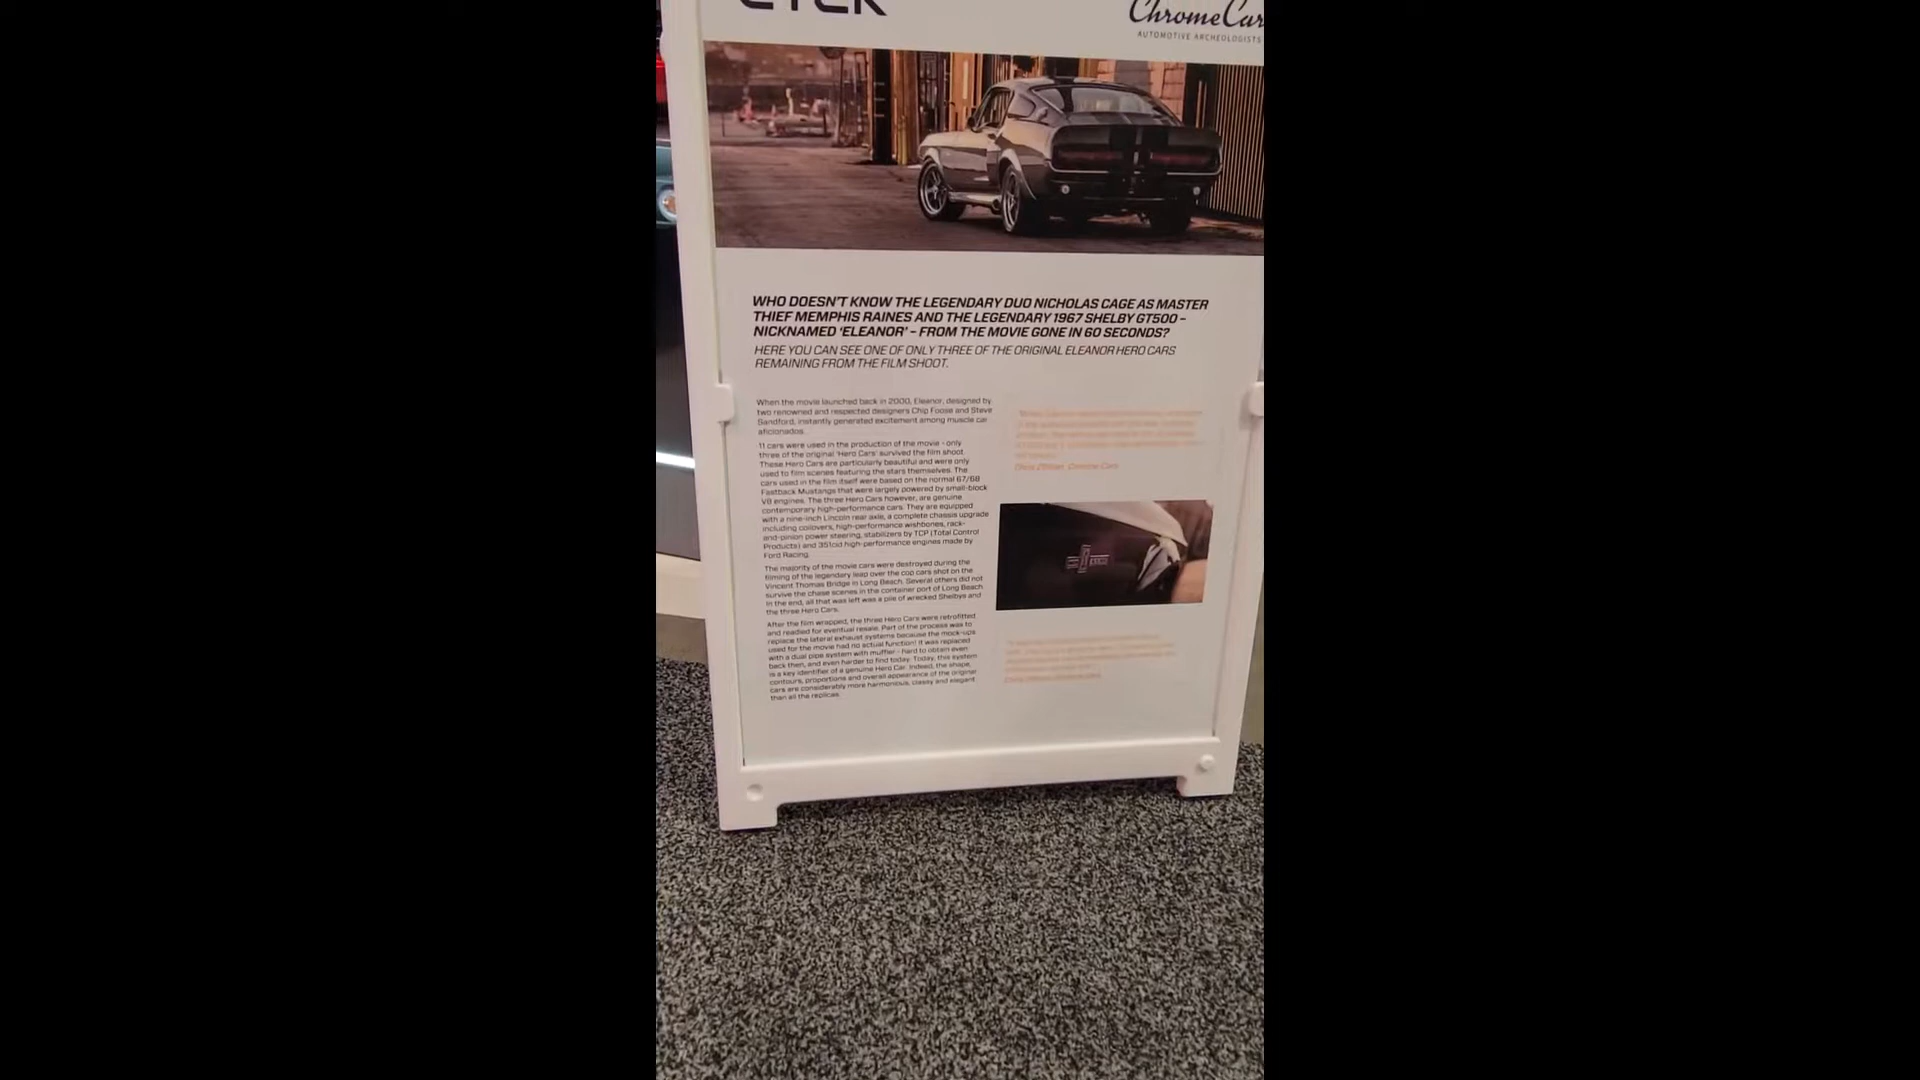 CTEK
ChromeCar
AUTOMOTIVE ARCHEOLOGISTS
WHO DOESN'T KNOW THE LEGENDARY DUO NICHOLAS CAGE AS MASTER
THIEF MEMPHIS RAINES AND THE LEGENDARY 1967 SHELBY GT500 –
NICKNAMED 'ELEANOR' – FROM THE MOVIE GONE IN 60 SECONDS?
HERE YOU CAN SEE ONE OF ONLY THREE OF THE ORIGINAL ELEANOR HERO CARS
REMAINING FROM THE FILM SHOOT.
When the movie launched back in 2000, Eleanor, designed by
two renowned and respected designers Chip Foose and Steve
Sandford, instantly generated excitement among muscle car
aficionados.
11 cars were used in the production of the movie - only
three of the original 'Hero Cars' survived the film shoot.
These Hero Cars are particularly beautiful and were only
used to film scenes featuring the stars themselves. The
cars used in the film itself were based on the normal 67/68
Fastback Mustangs that were largely powered by small-block
V8 engines. The three Hero Cars however, are genuine
contemporary high-performance cars. They are equipped
with a nine-inch Lincoln rear axle, a complete chassis upgrade
including coilovers, high-performance wishbones, rack-
and-pinion power steering, stabilizers by TCP (Total Control
Products) and 351cid high-performance engines made by
Ford Racing.
The majority of the movie cars were destroyed during the
filming of the legendary leap over the cop cars shot on the
Vincent Thomas Bridge in Long Beach. Several others did not
survive the chase scenes in the container port of Long Beach.
In the end, all that was left was a pile of wrecked Shelbys and
the three Hero Cars.
After the film wrapped, the three Hero Cars were retrofitted
and readied for eventual resale. Part of the process was to
replace the lateral exhaust systems because the mock-ups
used for the movie had no actual function! It was replaced
with a dual pipe system with muffler - hard to obtain even
back then, and even harder to find today. Today, this system
is a key identifier of a genuine Hero Car. Indeed, the shape,
contours, proportions and overall appearance of the original
cars are considerably more harmonious, classy and elegant
than all the replicas.
Chrome Cars